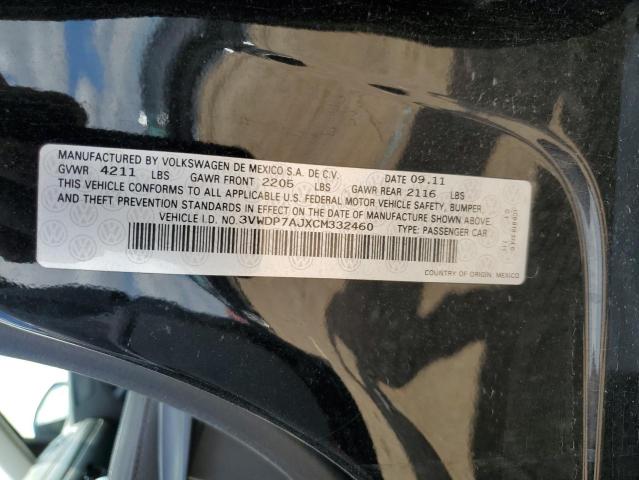 MANUFACTURED BY VOLKSWAGEN DE MEXICO S.A. DE C.V. DATE 09.11
GVWR 4211 LBS GAWR FRONT 2205 LBS GAWR REAR 2116 LBS
THIS VEHICLE CONFORMS TO ALL APPLICABLE U.S. FEDERAL MOTOR VEHICLE SAFETY, BUMPER
AND THEFT PREVENTION STANDARDS IN EFFECT ON THE DATE OF MANUFACTURE SHOWN ABOVE.
VEHICLE I.D. NO. 3VWDP7AJXCM332460 TYPE: PASSENGER CAR
COUNTRY OF ORIGIN: MEXICO